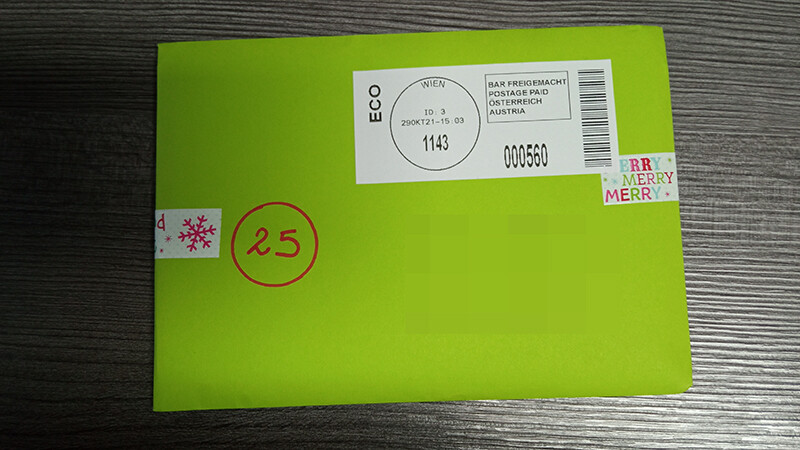 ECO
WIEN
ID: 3
29OKT21-15:03
1143
BAR FREIGEMACHT
POSTAGE PAID
ÖSTERREICH
AUSTRIA
000560
ERRY
MERRY
MERRY
25